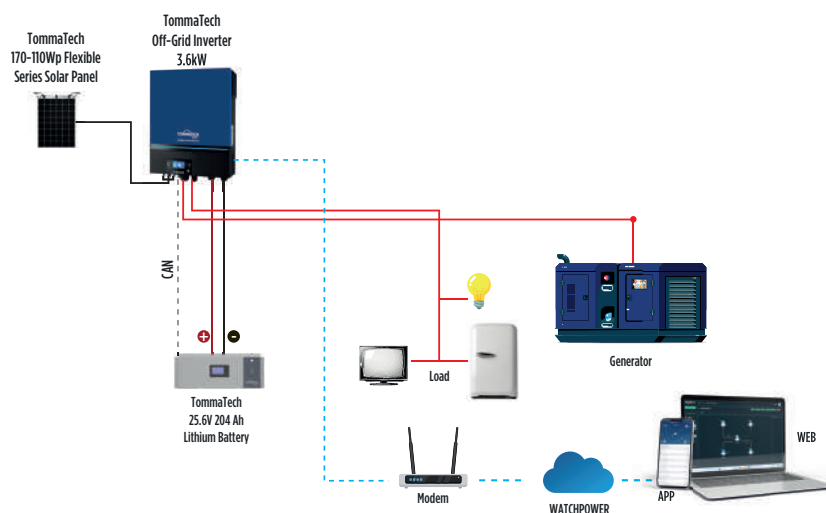 TommaTech
Off-Grid Inverter
3.6kW
TommaTech
170-110Wp Flexible
Series Solar Panel
TOMMATECH
CAN
+
-
TommaTech
25.6V 204 Ah
Lithium Battery
Load
Generator
Modem
WATCHPOWER
APP
WEB